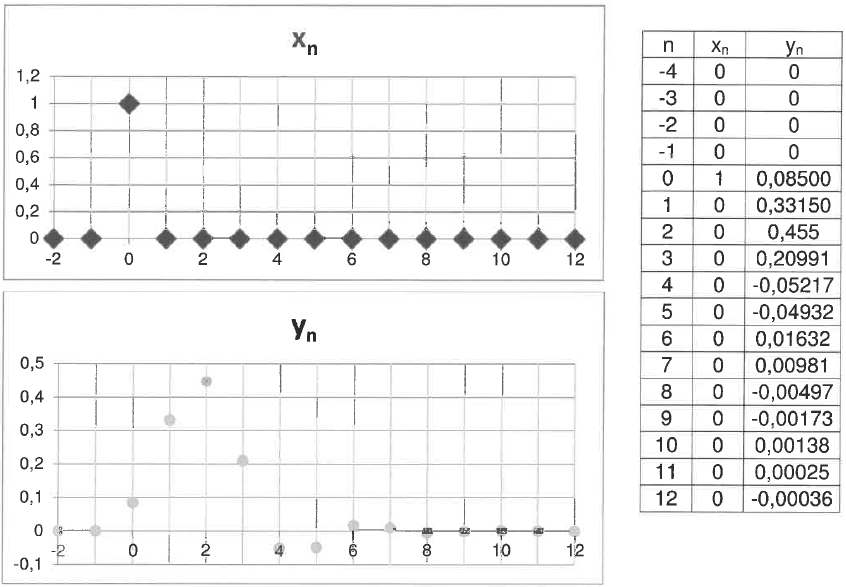 xn
1,2
1
0,8
0,6
0,4
0,2
0
-2 0 2 4 6 8 10 12
yn
0,5
0,4
0,3
0,2
0,1
0
-0,1
-2 0 2 4 6 8 10 12
n xn yn
-4 0 0
-3 0 0
-2 0 0
-1 0 0
0 1 0,08500
1 0 0,33150
2 0 0,455
3 0 0,20991
4 0 -0,05217
5 0 -0,04932
6 0 0,01632
7 0 0,00981
8 0 -0,00497
9 0 -0,00173
10 0 0,00138
11 0 0,00025
12 0 -0,00036